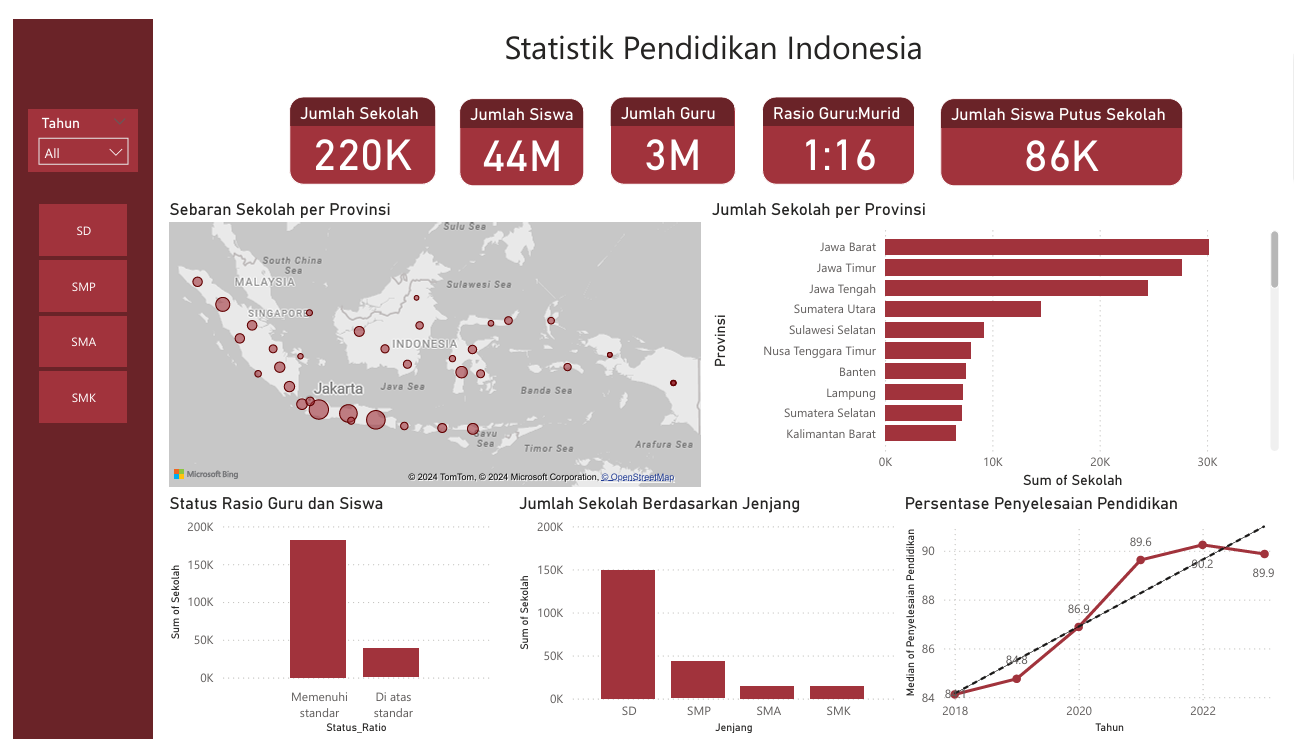 Statistik Pendidikan Indonesia
Tahun
All
SD
SMP
SMA
SMK
Jumlah Sekolah
220K
Jumlah Siswa
44M
Jumlah Guru
3M
Rasio Guru:Murid
1:16
Jumlah Siswa Putus Sekolah
86K
Sebaran Sekolah per Provinsi
Sulu Sea
South China
Sea
MALAYSIA
Sulawesi Sea
SINGAPORE
INDONESIA
Jakarta
Java Sea
Banda Sea
Savu
Sea
Timor Sea
Arafura Sea
Microsoft Bing
© 2024 TomTom, © 2024 Microsoft Corporation, © OpenStreetMap
Jumlah Sekolah per Provinsi
Provinsi
Jawa Barat
Jawa Timur
Jawa Tengah
Sumatera Utara
Sulawesi Selatan
Nusa Tenggara Timur
Banten
Lampung
Sumatera Selatan
Kalimantan Barat
0K 10K 20K 30K
Sum of Sekolah
Status Rasio Guru dan Siswa
Sum of Sekolah
200K
150K
100K
50K
0K
Memenuhi
standar
Di atas
standar
Status_Ratio
Jumlah Sekolah Berdasarkan Jenjang
Sum of Sekolah
200K
150K
100K
50K
0K
SD SMP SMA SMK
Jenjang
Persentase Penyelesaian Pendidikan
Median of Penyelesaian Pendidikan
90
88
86
84
84.8
86.9
89.6
90.2
89.9
2018 2020 2022
Tahun